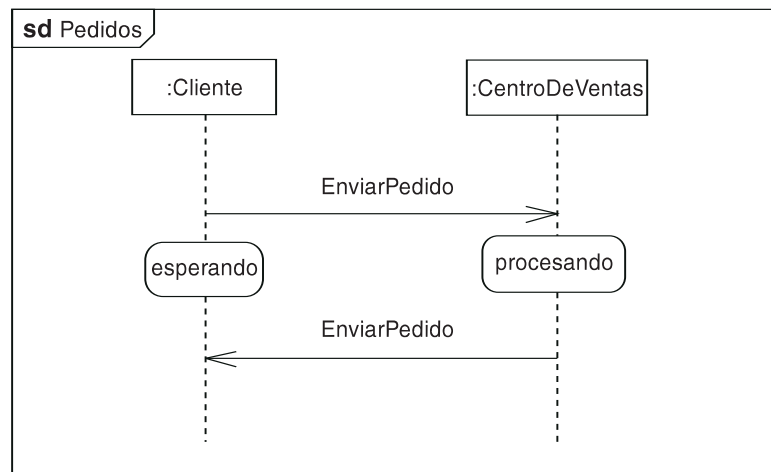 sd Pedidos
:Cliente
:CentroDeVentas
EnviarPedido
esperando
procesando
EnviarPedido